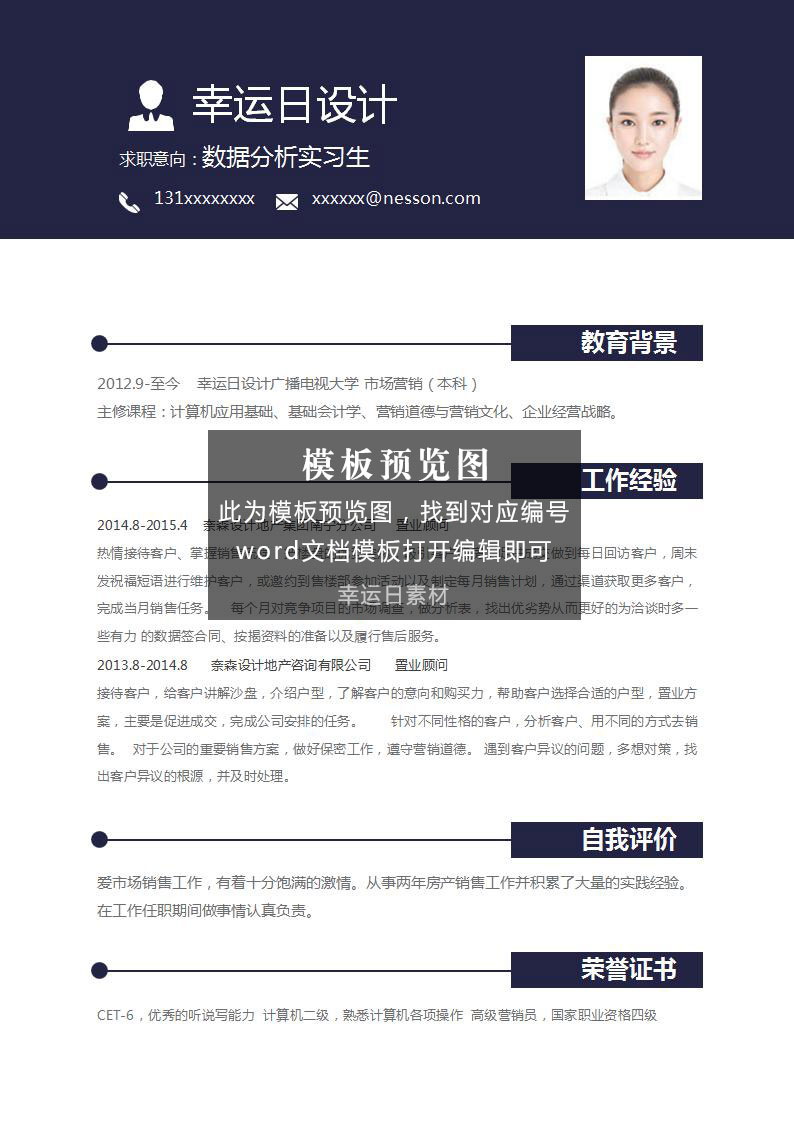 幸运日设计
求职意向：数据分析实习生
131xxxxxxxx xxxxxx@nesson.com
教育背景
2012.9-至今 幸运日设计广播电视大学 市场营销（本科）
主修课程：计算机应用基础、基础会计学、营销道德与营销文化、企业经营战略。
工作经验
模板预览图
此为模板预览图，找到对应编号
word文档模板打开编辑即可
幸运日素材
2014.8-2015.4 奈森设计地产集团南宁分公司 置业顾问
热情接待客户、掌握销售 做到每日回访客户，周末
发祝福短语进行维护客户，或邀约到售楼部参加活动以及制定每月销售计划，通过渠道获取更多客户，
完成当月销售任务。 每个月对竞争项目的市场调查，做分析表，找出优劣势从而更好的为洽谈时多一
些有力 的数据签合同、按揭资料的准备以及履行售后服务。
2013.8-2014.8 奈森设计地产咨询有限公司 置业顾问
接待客户，给客户讲解沙盘，介绍户型，了解客户的意向和购买力，帮助客户选择合适的户型，置业方
案，主要是促进成交，完成公司安排的任务。 针对不同性格的客户，分析客户、用不同的方式去销
售。 对于公司的重要销售方案，做好保密工作，遵守营销道德。 遇到客户异议的问题，多想对策，找
出客户异议的根源，并及时处理。
自我评价
爱市场销售工作，有着十分饱满的激情。从事两年房产销售工作并积累了大量的实践经验。
在工作任职期间做事情认真负责。
荣誉证书
CET-6，优秀的听说写能力 计算机二级，熟悉计算机各项操作 高级营销员，国家职业资格四级